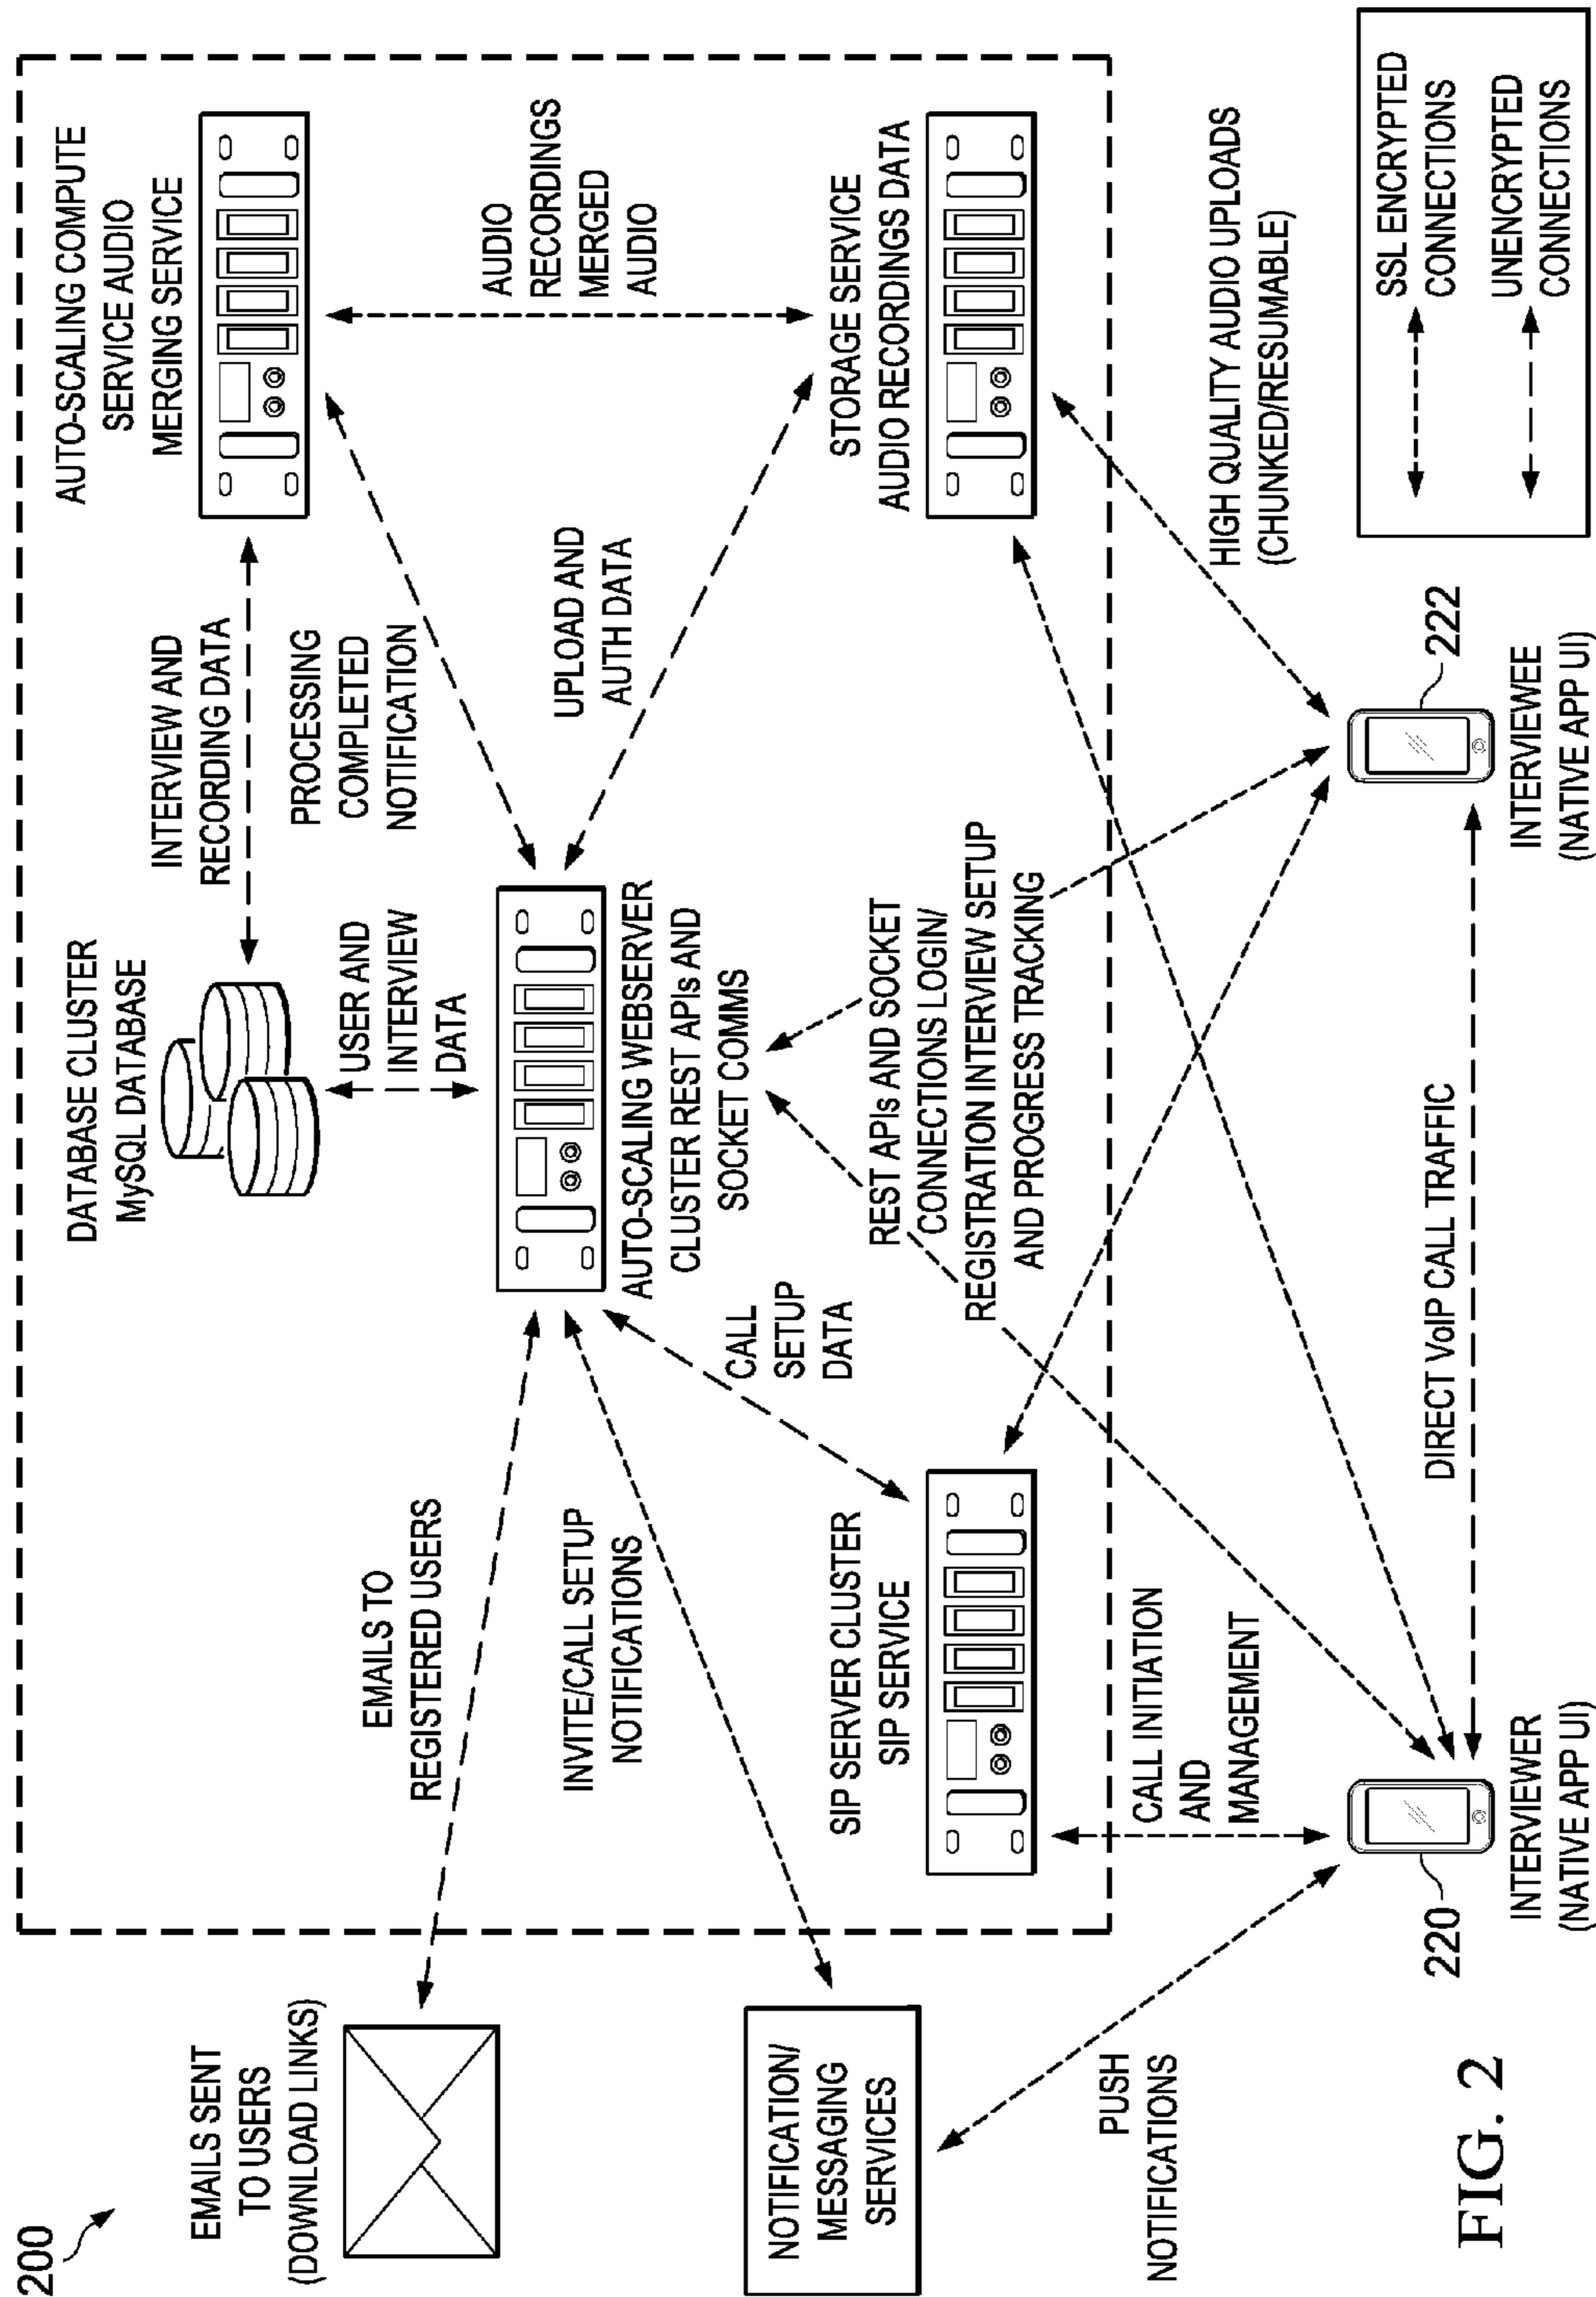 200
EMAILS SENT
TO USERS
(DOWNLOAD LINKS)
EMAILS TO
REGISTERED USERS
DATABASE CLUSTER
MySQL DATABASE
INTERVIEW AND
RECORDING DATA
AUTO-SCALING COMPUTE
SERVICE AUDIO
MERGING SERVICE
USER AND
INTERVIEW
DATA
PROCESSING
COMPLETED
NOTIFICATION
INVITE/CALL SETUP
NOTIFICATIONS
AUTO-SCALING WEBSERVER
CLUSTER REST APIs AND
SOCKET COMMS
UPLOAD AND
AUTH DATA
AUDIO
RECORDINGS
MERGED
AUDIO
NOTIFICATION/
MESSAGING
SERVICES
CALL
SETUP
DATA
SIP SERVER CLUSTER
SIP SERVICE
STORAGE SERVICE
AUDIO RECORDINGS DATA
REST APIs AND SOCKET
CONNECTIONS LOGIN/
REGISTRATION INTERVIEW SETUP
AND PROGRESS TRACKING
PUSH
NOTIFICATIONS
CALL INITIATION
AND
MANAGEMENT
HIGH QUALITY AUDIO UPLOADS
(CHUNKED/RESUMABLE)
DIRECT VoIP CALL TRAFFIC
220
222
INTERVIEWER
(NATIVE APP UI)
INTERVIEWEE
(NATIVE APP UI)
SSL ENCRYPTED
CONNECTIONS
UNENCRYPTED
CONNECTIONS
FIG. 2